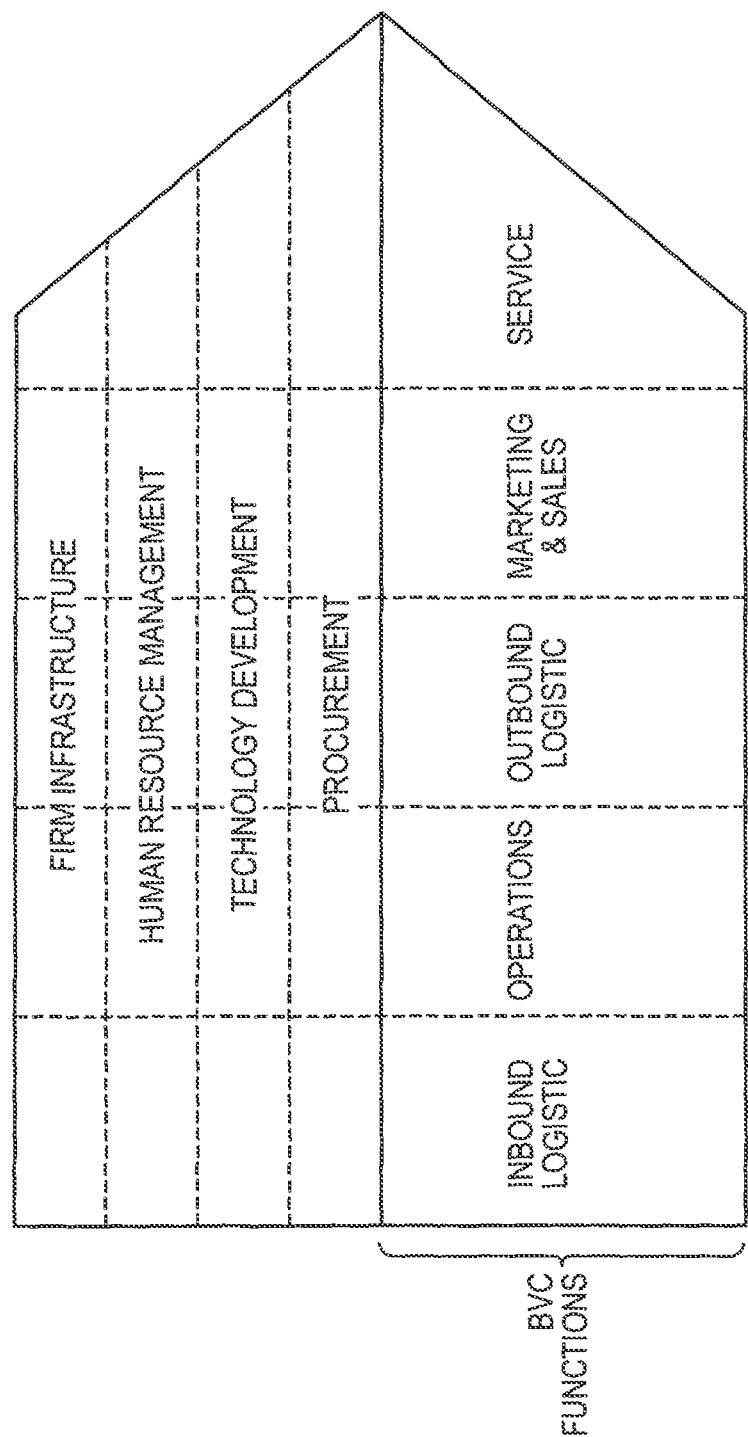 FIRM INFRASTRUCTURE
HUMAN RESOURCE MANAGEMENT
TECHNOLOGY DEVELOPMENT
PROCUREMENT
BVC
FUNCTIONS
INBOUND
LOGISTIC
OPERATIONS
OUTBOUND
LOGISTIC
MARKETING
& SALES
SERVICE